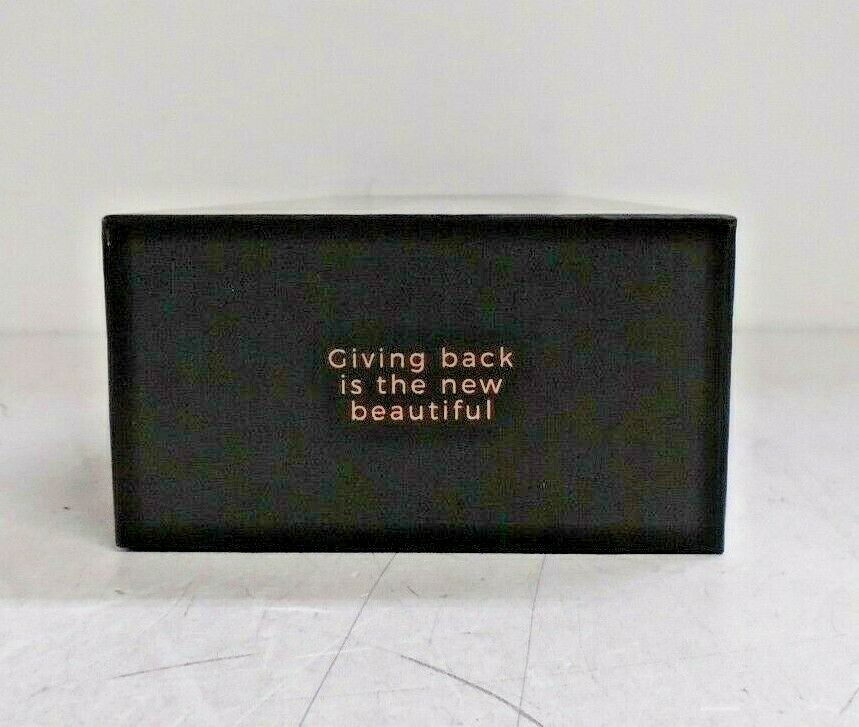 Giving back
is the new
beautiful